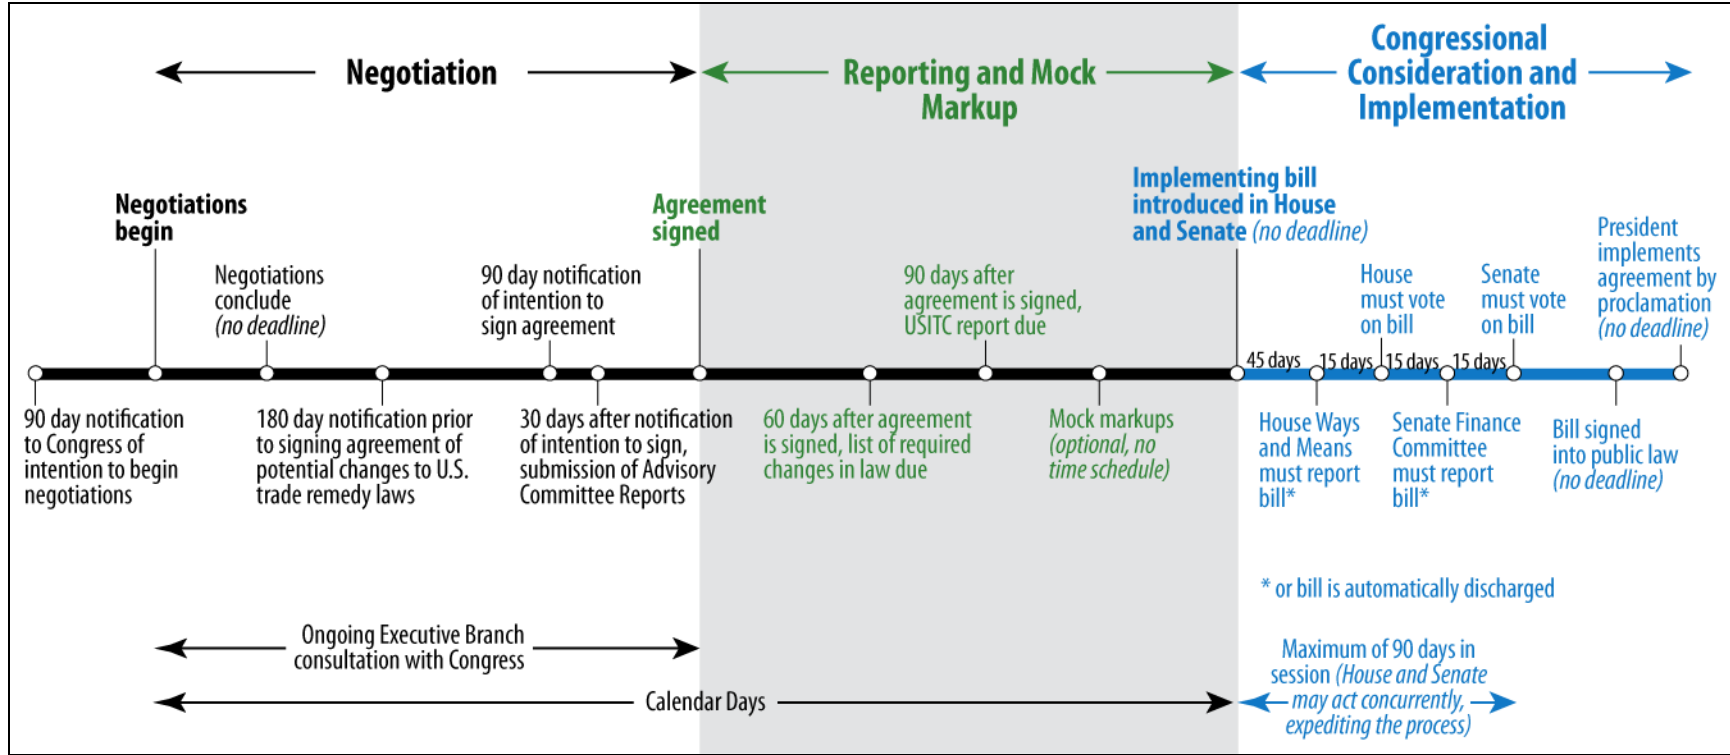 Negotiation
Reporting and Mock
Markup
Congressional
Consideration and
Implementation
Negotiations
begin
Agreement
signed
Implementing bill
introduced in House
and Senate (no deadline)
Negotiations
conclude
(no deadline)
90 day notification
of intention to
sign agreement
90 days after
agreement is signed,
USITC report due
House
must vote
on bill
Senate
must vote
on bill
President
implements
agreement by
proclamation
(no deadline)
45 days
15 days
15 days
15 days
90 day notification
to Congress of
intention to begin
negotiations
180 day notification prior
to signing agreement of
potential changes to U.S.
trade remedy laws
30 days after notification
of intention to sign,
submission of Advisory
Committee Reports
60 days after agreement
is signed, list of required
changes in law due
Mock markups
(optional, no
time schedule)
House Ways
and Means
must report
bill*
Senate Finance
Committee
must report
bill*
Bill signed
into public law
(no deadline)
* or bill is automatically discharged
Ongoing Executive Branch
consultation with Congress
Calendar Days
Maximum of 90 days in
session (House and Senate
may act concurrently,
expediting the process)